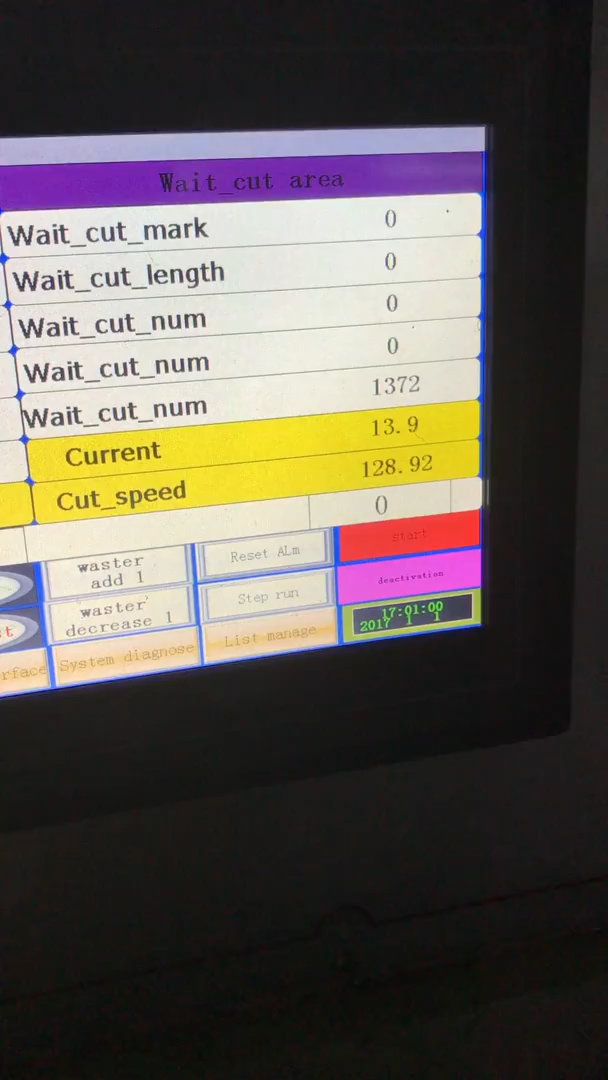 Wait_cut area
Wait_cut_mark 0
Wait_cut_length 0
Wait_cut_num 0
Wait_cut_num 0
Wait_cut_num 1372
Current 13.9
Cut_speed 128.92
0
start
waster add 1
Reset ALm
deactivation
waster decrease 1
Step run
17:01:00
2017 1 1
rface
System diagnose
List manage